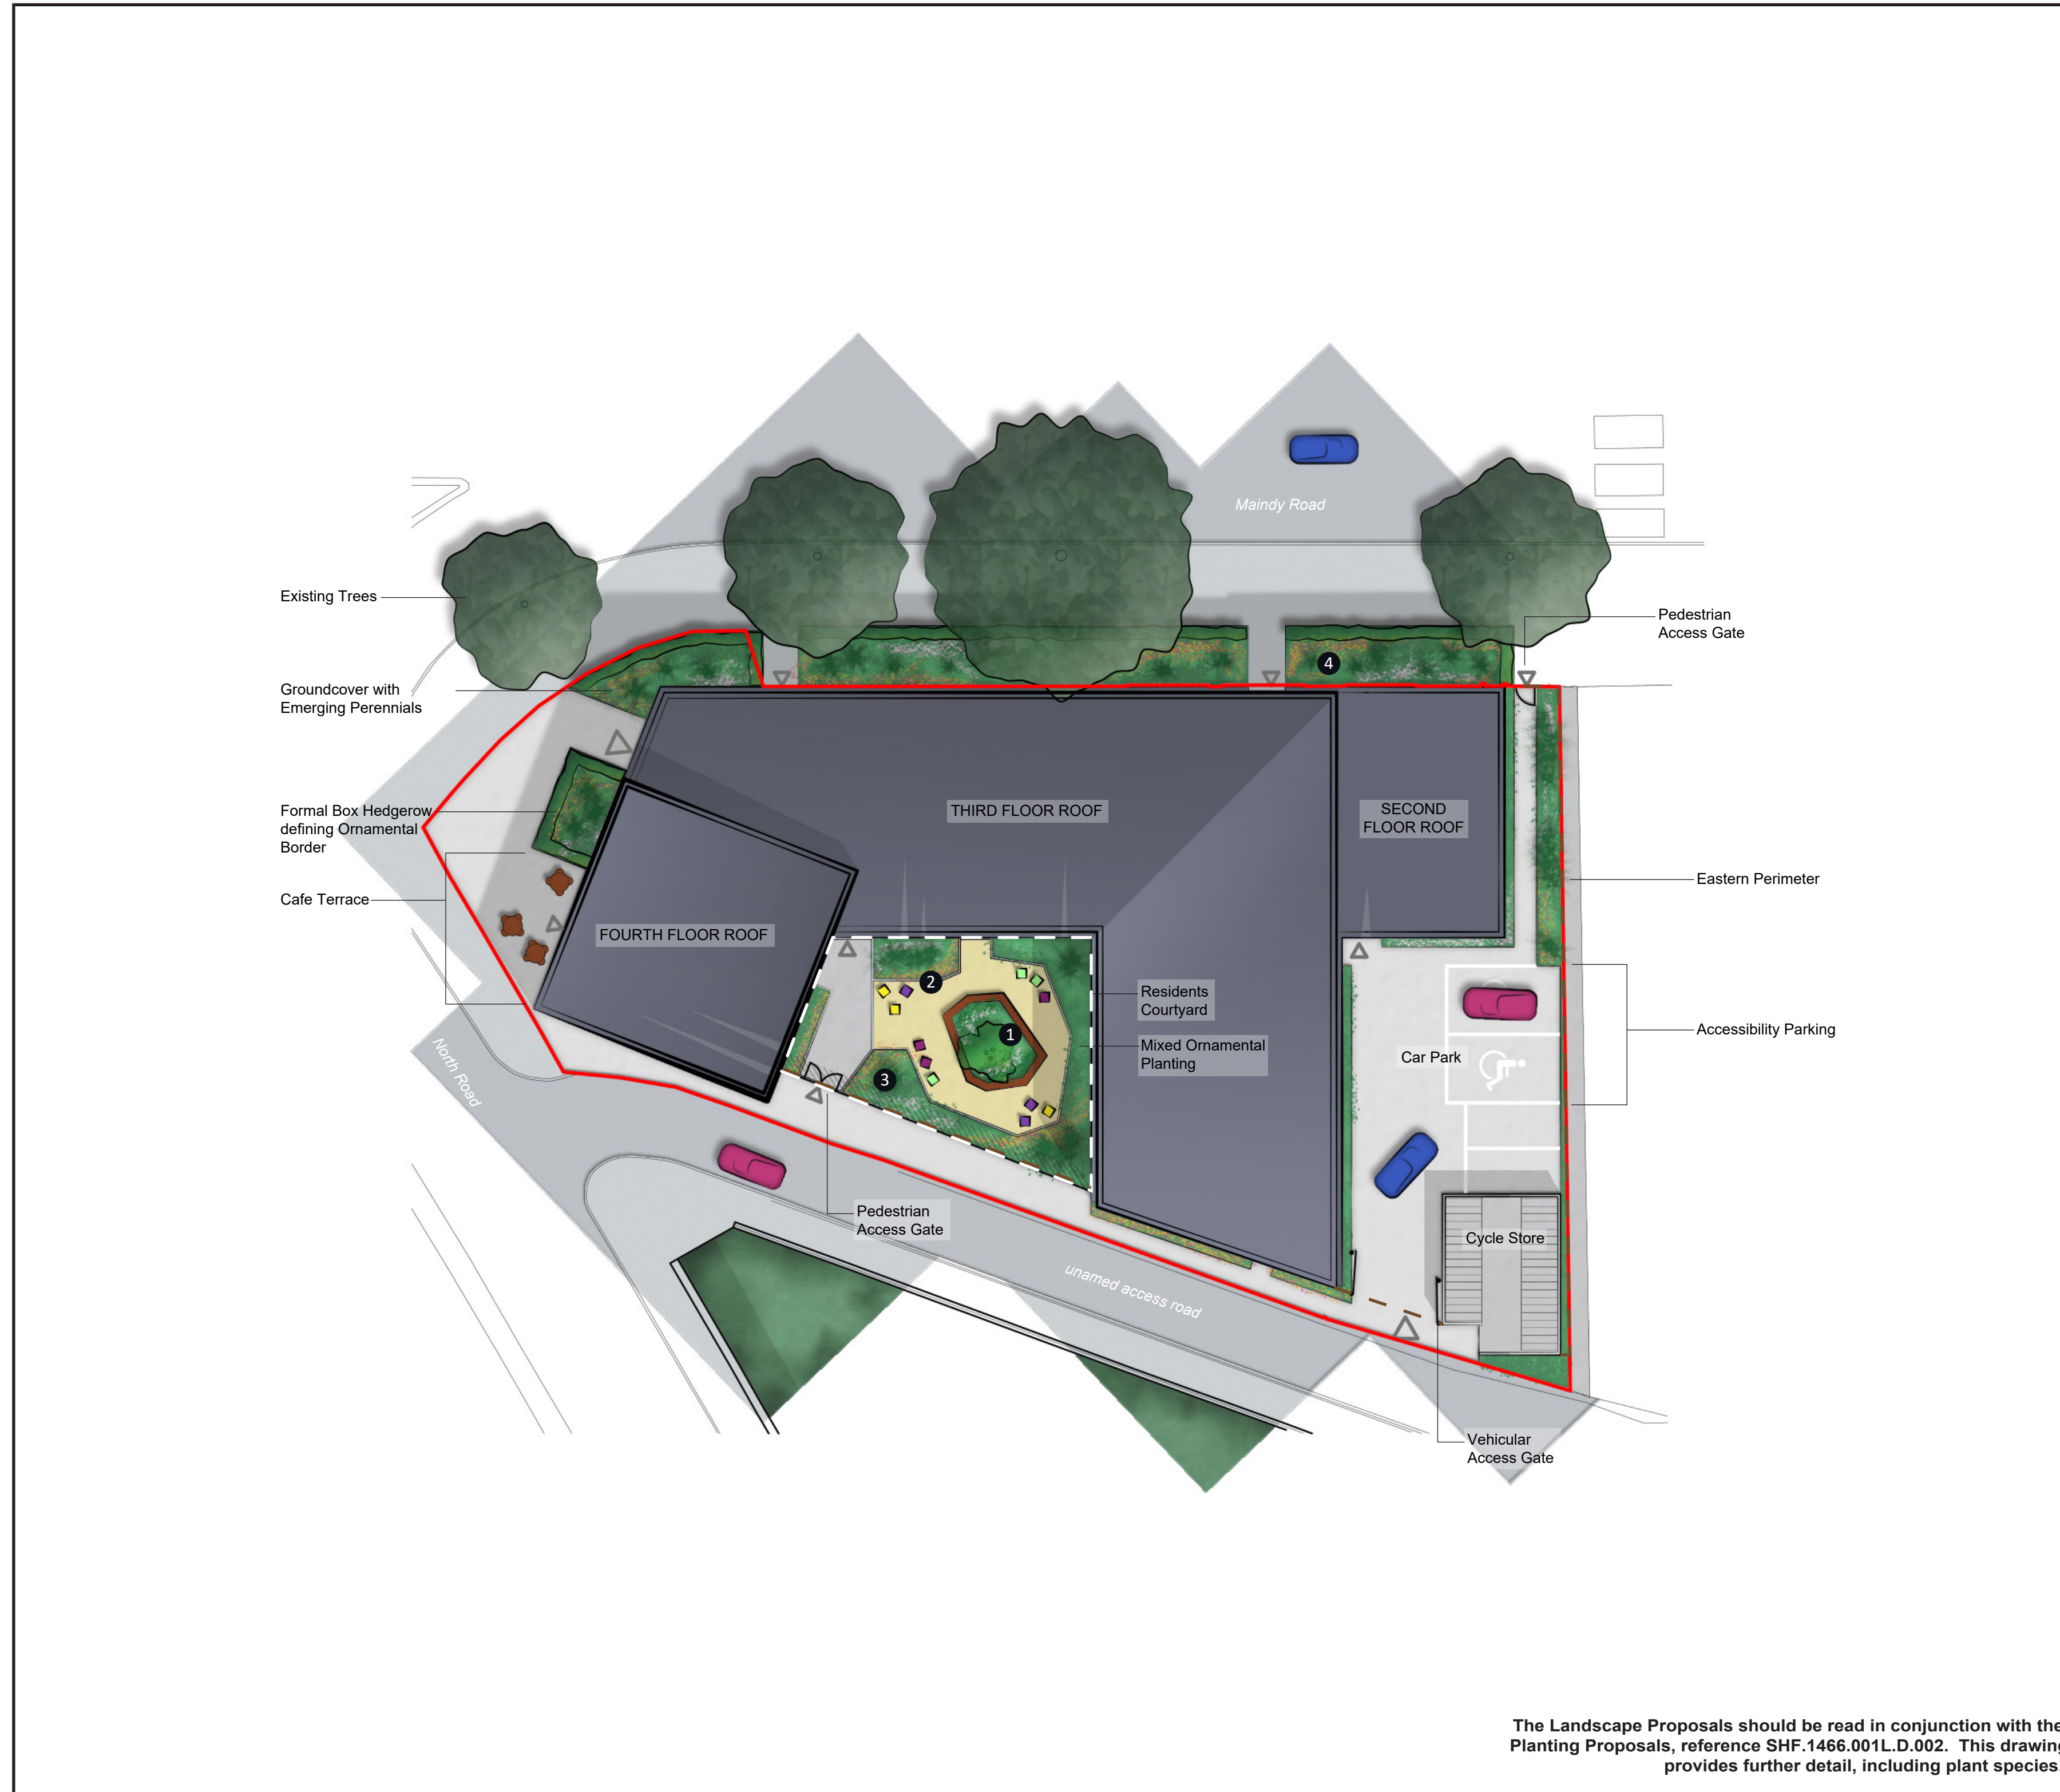 Maindy Road
Existing Trees
Pedestrian
Access Gate
Groundcover with
Emerging Perennials
4
Formal Box Hedgerow
defining Ornamental
Border
THIRD FLOOR ROOF
SECOND
FLOOR ROOF
Cafe Terrace
Eastern Perimeter
FOURTH FLOOR ROOF
2
Residents
Courtyard
1
Mixed Ornamental
Planting
Accessibility Parking
Car Park
3
North Road
Pedestrian
Access Gate
Cycle Store
unamed access road
Vehicular
Access Gate
The Landscape Proposals should be read in conjunction with the
Planting Proposals, reference SHF.1466.001L.D.002. This drawing
provides further detail, including plant species.